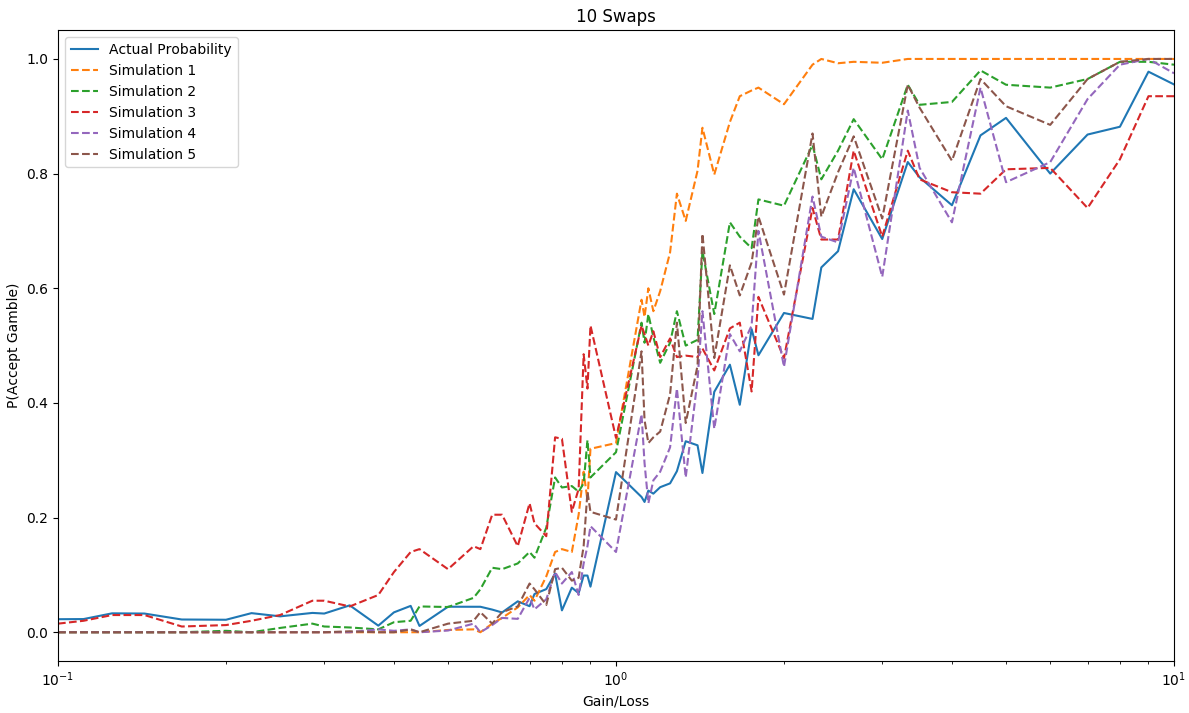 10 Swaps
Actual Probability
Simulation 1
Simulation 2
Simulation 3
Simulation 4
Simulation 5
P(Accept Gamble)
1.0
0.8
0.6
0.4
0.2
0.0
10⁻¹ 10⁰ 10¹
Gain/Loss